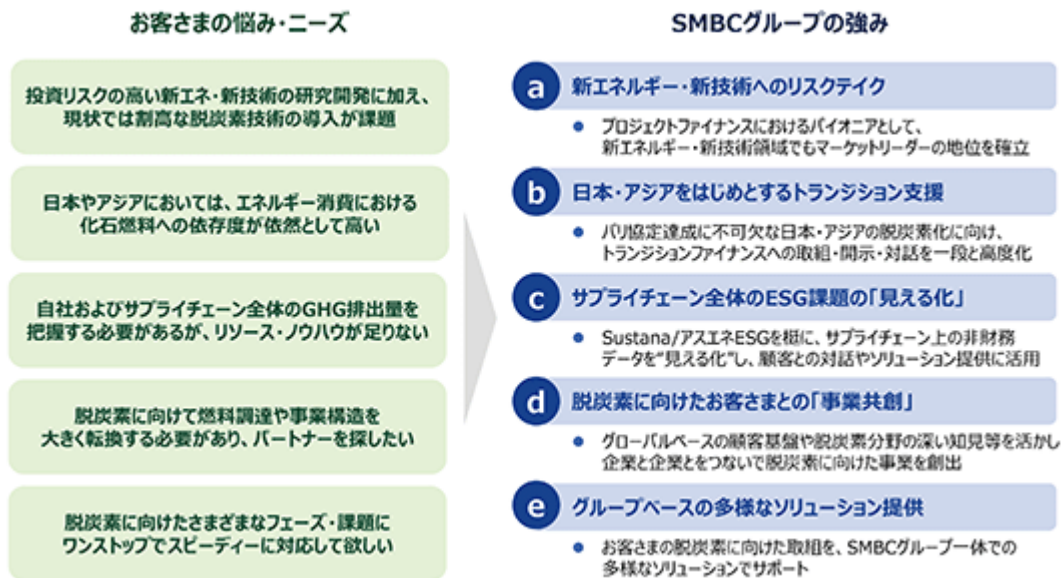 お客さまの悩み・ニーズ
投資リスクの高い新エネ・新技術の研究開発に加え、
現状では割高な脱炭素技術の導入が課題
日本やアジアにおいては、エネルギー消費における
化石燃料への依存度が依然として高い
自社およびサプライチェーン全体のGHG排出量を
把握する必要があるが、リソース・ノウハウが足りない
脱炭素に向けて燃料調達や事業構造を
大きく転換する必要があり、パートナーを探したい
脱炭素に向けたさまざまなフェーズ・課題に
ワンストップでスピーディーに対応して欲しい
SMBCグループの強み
a 新エネルギー・新技術へのリスクテイク
● プロジェクトファイナンスにおけるパイオニアとして、
新エネルギー・新技術領域でもマーケットリーダーの地位を確立
b 日本・アジアをはじめとするトランジション支援
● パリ協定達成に不可欠な日本・アジアの脱炭素化に向け、
トランジションファイナンスへの取組・開示・対話を一段と高度化
c サプライチェーン全体のESG課題の「見える化」
● Sustana/アスエネESGを梃に、サプライチェーン上の非財務
データを“見える化”し、顧客との対話やソリューション提供に活用
d 脱炭素に向けたお客さまとの「事業共創」
● グローバルベースの顧客基盤や脱炭素分野の深い知見等を活かし
企業と企業とをつないで脱炭素に向けた事業を創出
e グループベースの多様なソリューション提供
● お客さまの脱炭素に向けた取組を、SMBCグループ一体での
多様なソリューションでサポート